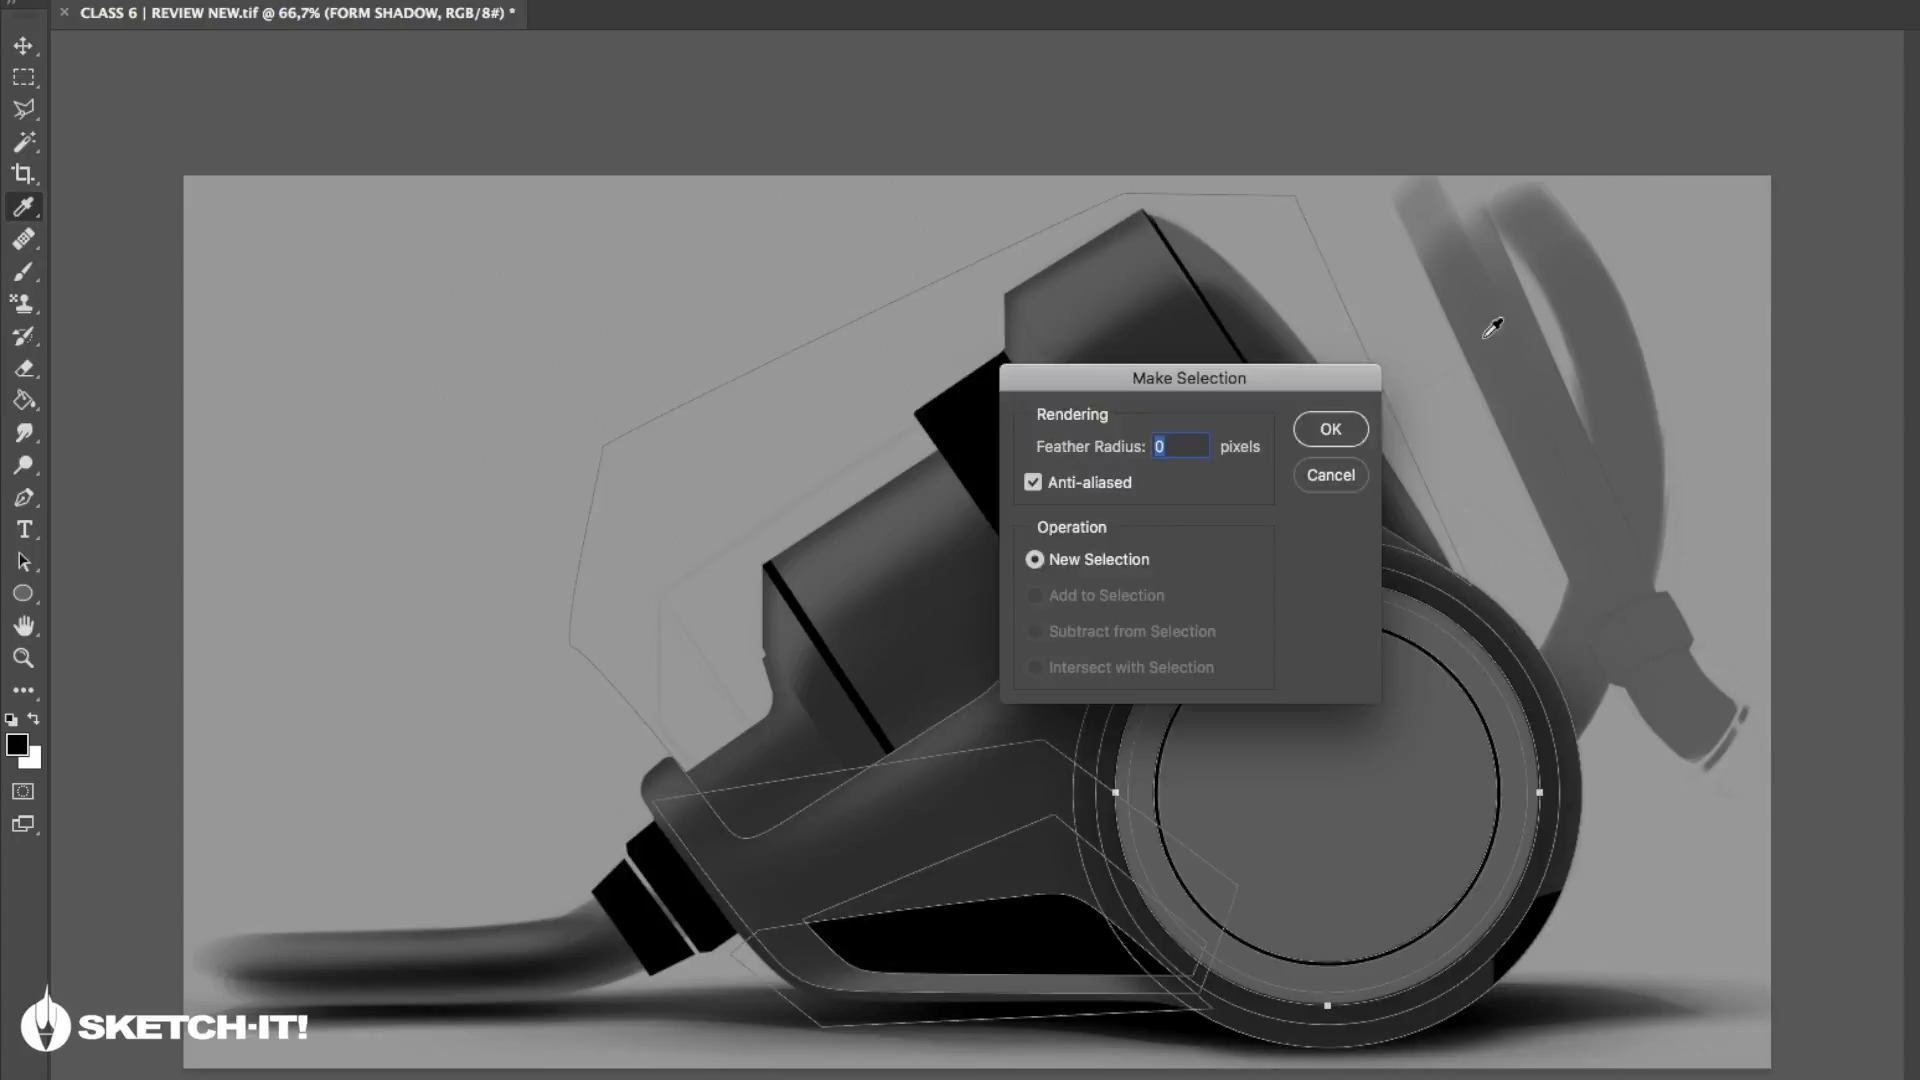 CLASS 6 | REVIEW NEW.tif @ 66,7% (FORM SHADOW, RGB/8#) *
Make Selection
Rendering
Feather Radius: 0 pixels
Anti-aliased
OK
Cancel
Operation
New Selection
Add to Selection
Subtract from Selection
Intersect with Selection
SKETCH-IT!